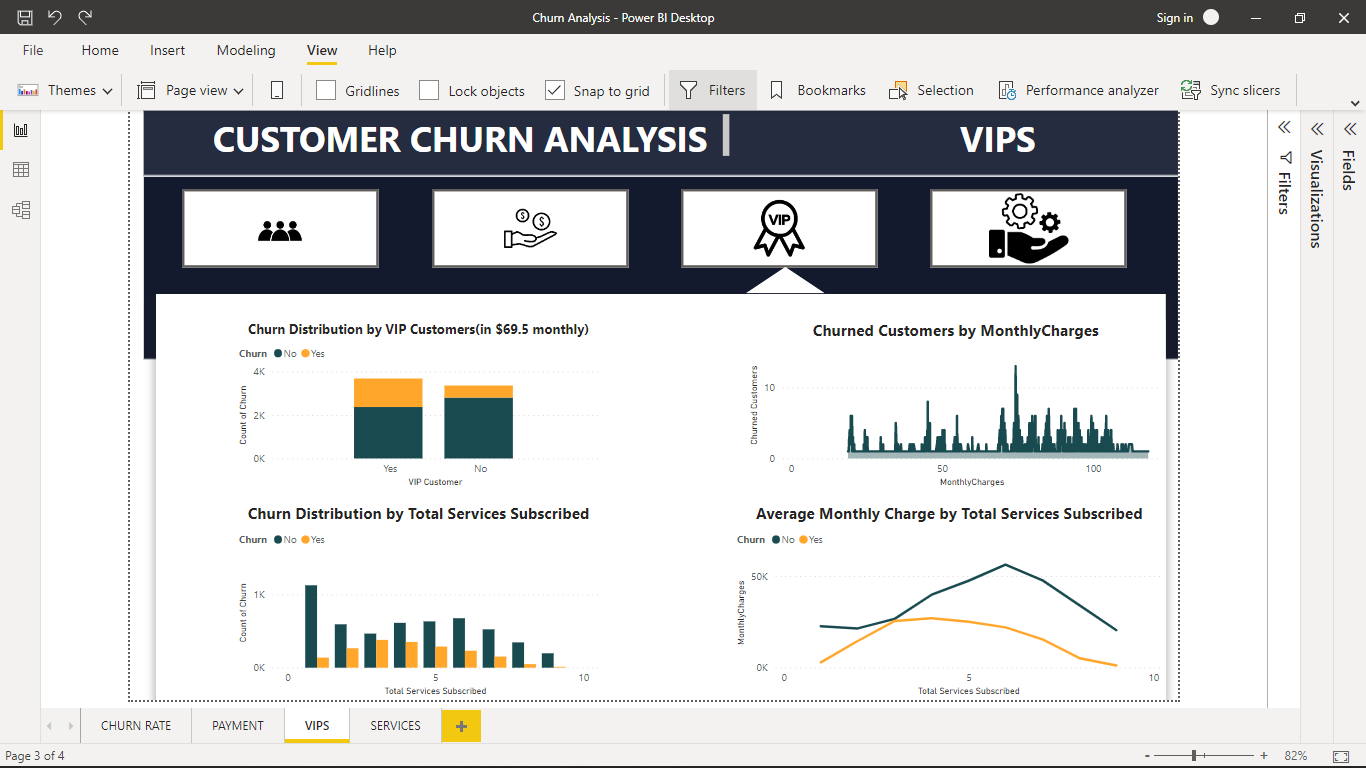 Churn Analysis - Power BI Desktop
Sign in
File Home Insert Modeling View Help
Themes Page view Gridlines Lock objects Snap to grid Filters Bookmarks Selection Performance analyzer Sync slicers
CUSTOMER CHURN ANALYSIS VIPS
$ $ VIP
Filters
Visualizations
Fields
Churn Distribution by VIP Customers(in $69.5 monthly)
Churn No Yes
Count of Churn
4K
2K
0K
Yes No
VIP Customer
Churned Customers by MonthlyCharges
Churned Customers
10
0
0 50 100
MonthlyCharges
Churn Distribution by Total Services Subscribed
Churn No Yes
Count of Churn
1K
0K
0 5 10
Total Services Subscribed
Average Monthly Charge by Total Services Subscribed
Churn No Yes
MonthlyCharges
50K
0K
0 5 10
Total Services Subscribed
CHURN RATE PAYMENT VIPS SERVICES +
Page 3 of 4
- + 82%